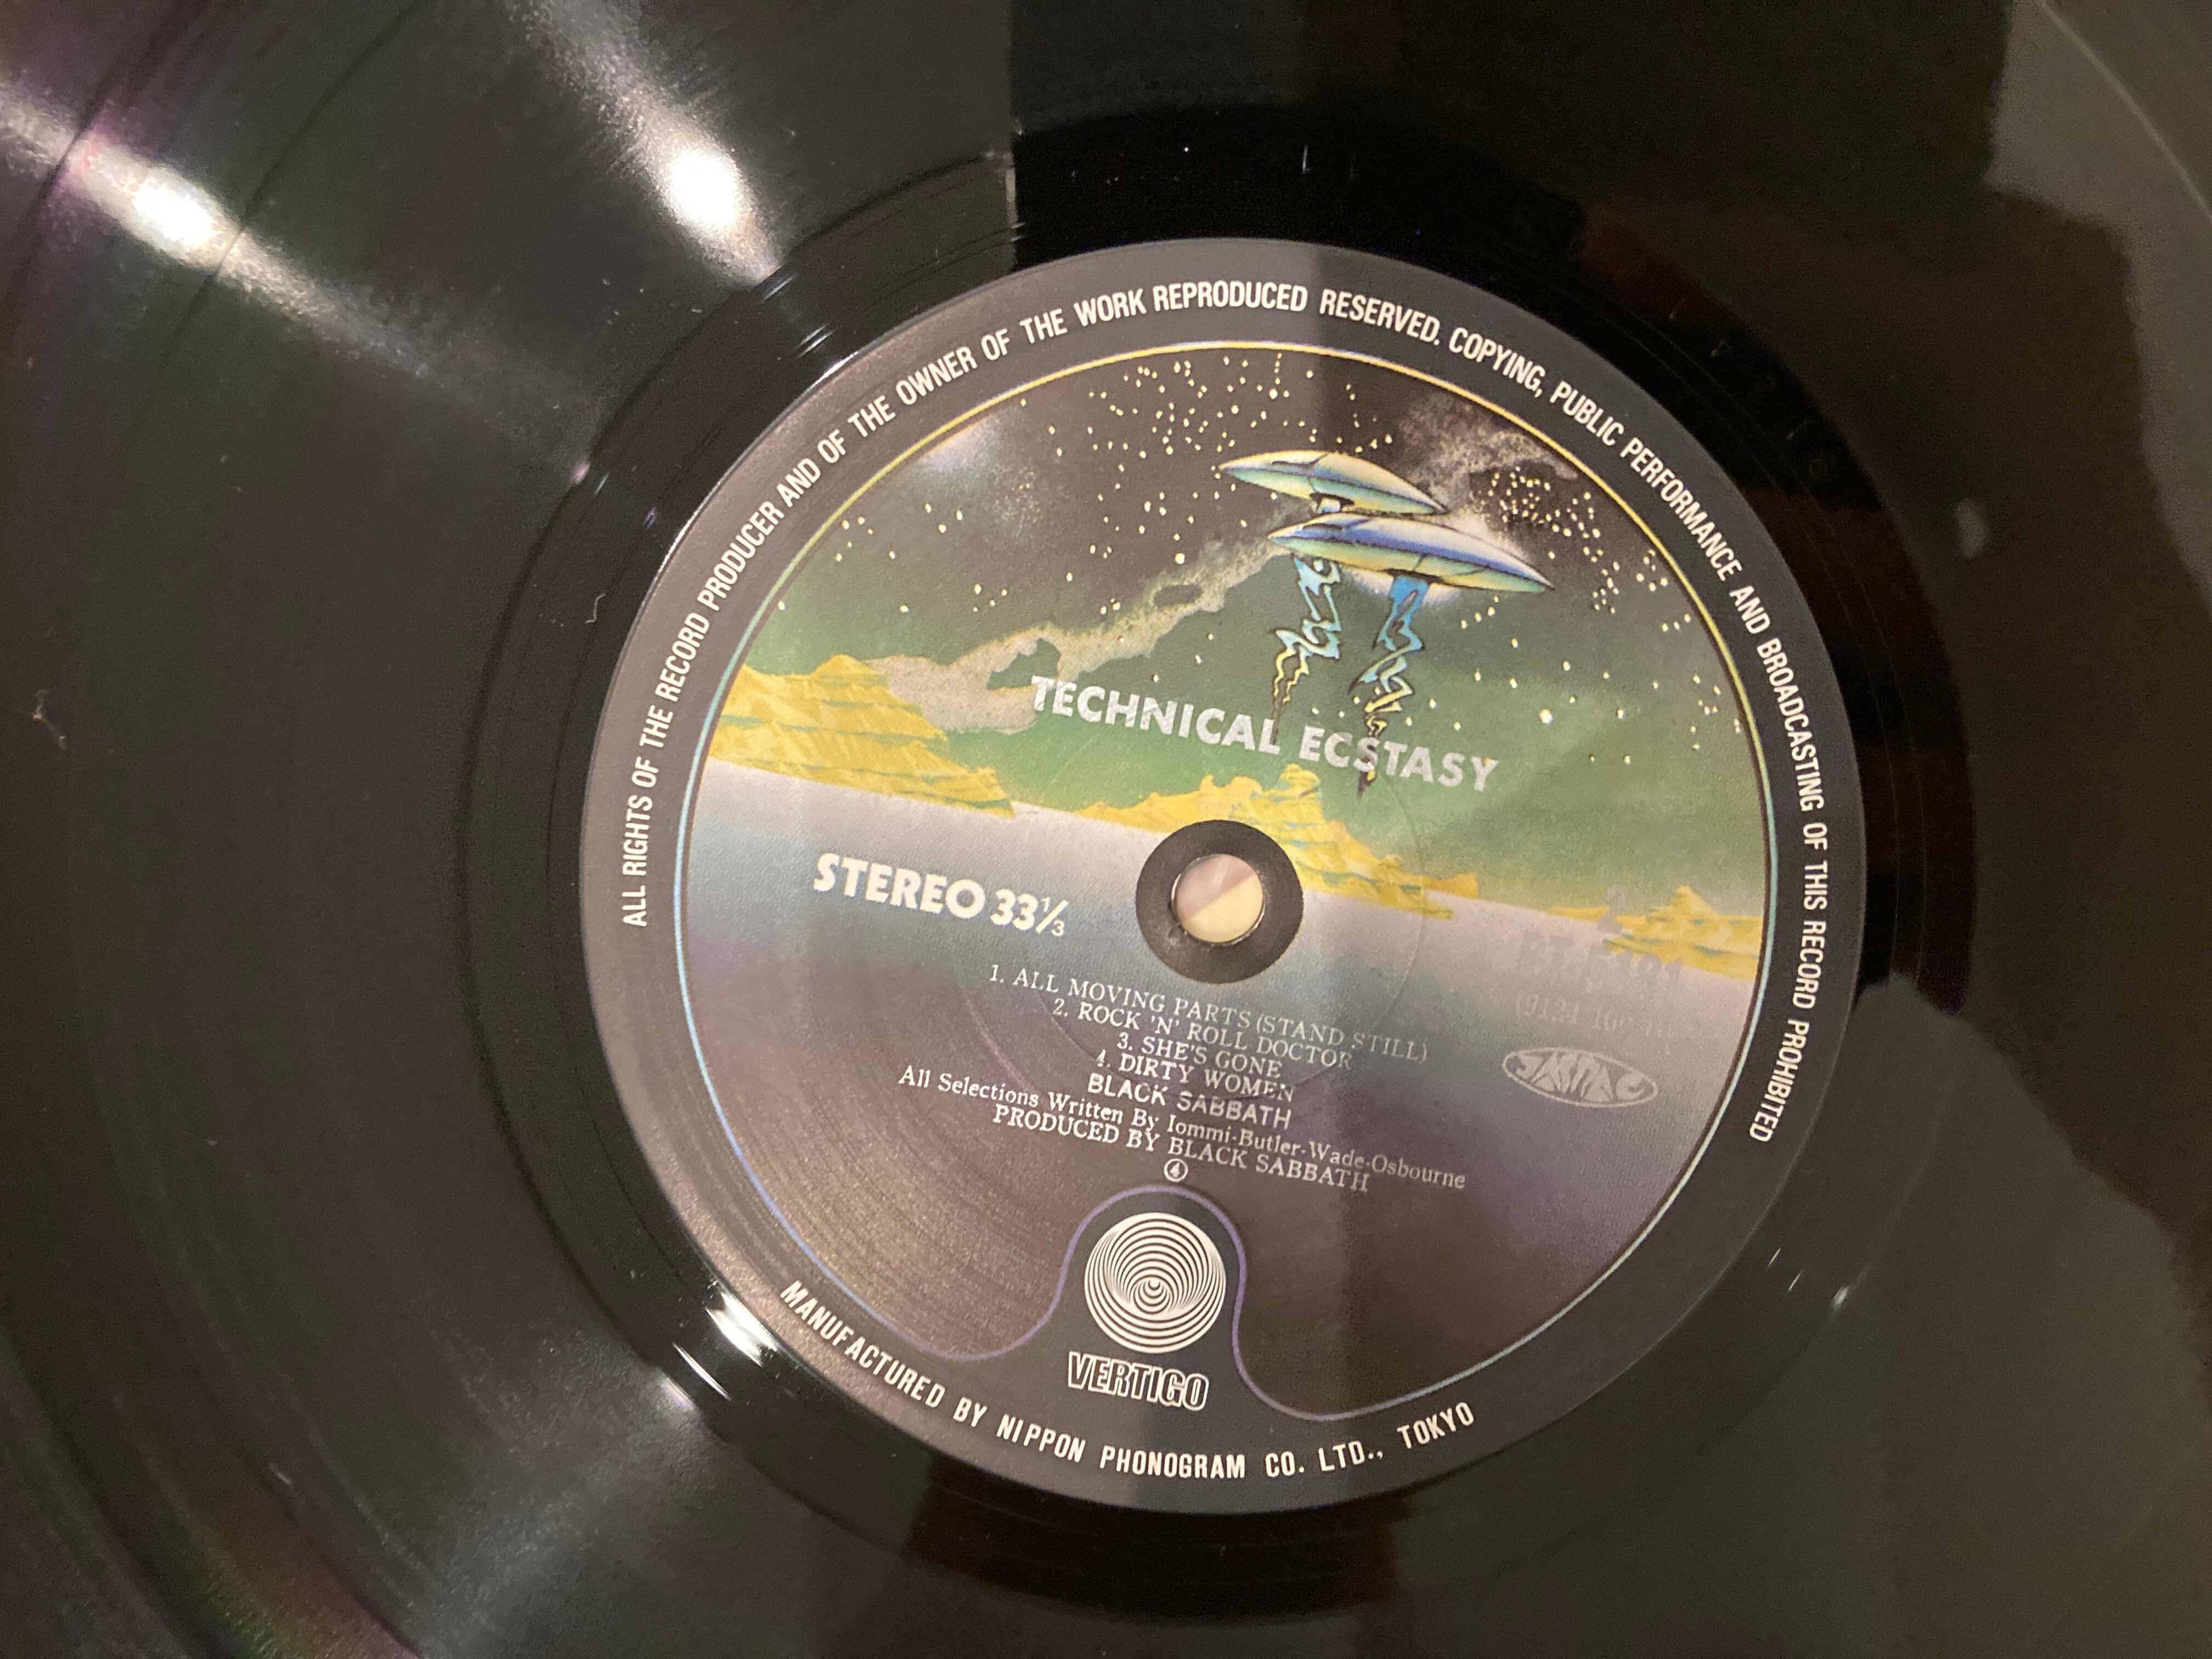 ALL RIGHTS OF THE RECORD PRODUCER AND OF THE OWNER OF THE WORK REPRODUCED RESERVED. COPYING, PUBLIC PERFORMANCE AND BROADCASTING OF THIS RECORD PROHIBITED
TECHNICAL ECSTASY
STEREO 33⅓
2
1. ALL MOVING PARTS (STAND STILL)
2. ROCK 'N' ROLL DOCTOR
3. SHE'S GONE
4. DIRTY WOMEN
BLACK SABBATH
All Selections Written By Iommi-Butler-Wade-Osbourne
PRODUCED BY BLACK SABBATH
④
JASRAC
VERTIGO
MANUFACTURED BY NIPPON PHONOGRAM CO. LTD., TOKYO